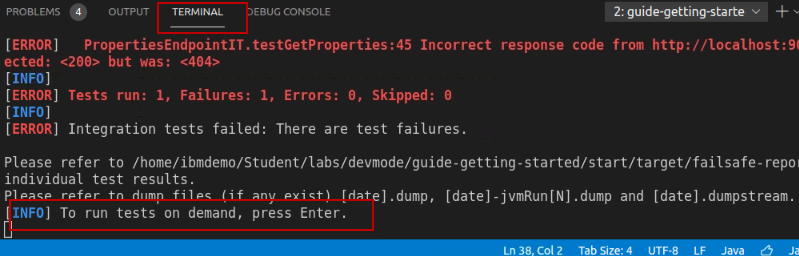 PROBLEMS 4 OUTPUT TERMINAL DEBUG CONSOLE 2: guide-getting-starte
[ERROR]   PropertiesEndpointIT.testGetProperties:45 Incorrect response code from http://localhost:90
ected: <200> but was: <404>
[INFO]
[ERROR] Tests run: 1, Failures: 1, Errors: 0, Skipped: 0
[INFO]
[ERROR] Integration tests failed: There are test failures.
Please refer to /home/ibmdemo/Student/labs/devmode/guide-getting-started/start/target/failsafe-repo
individual test results.
Please refer to dump files (if any exist) [date].dump, [date]-jvmRun[N].dump and [date].dumpstream.
[INFO] To run tests on demand, press Enter.
Ln 38, Col 2 Tab Size: 4 UTF-8 LF Java Ja